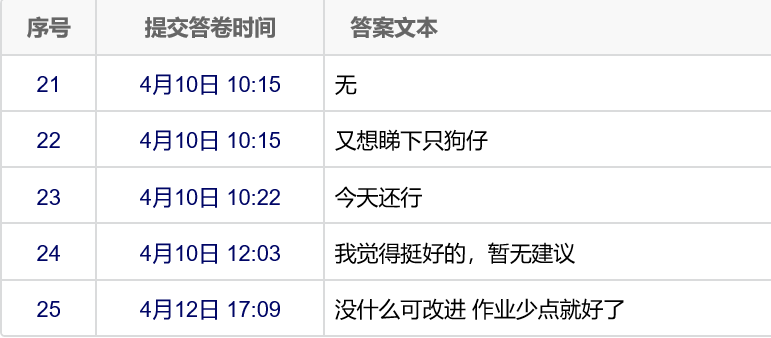 序号 提交答卷时间 答案文本
21 4月10日 10:15 无
22 4月10日 10:15 又想睇下只狗仔
23 4月10日 10:22 今天还行
24 4月10日 12:03 我觉得挺好的，暂无建议
25 4月12日 17:09 没什么可改进 作业少点就好了